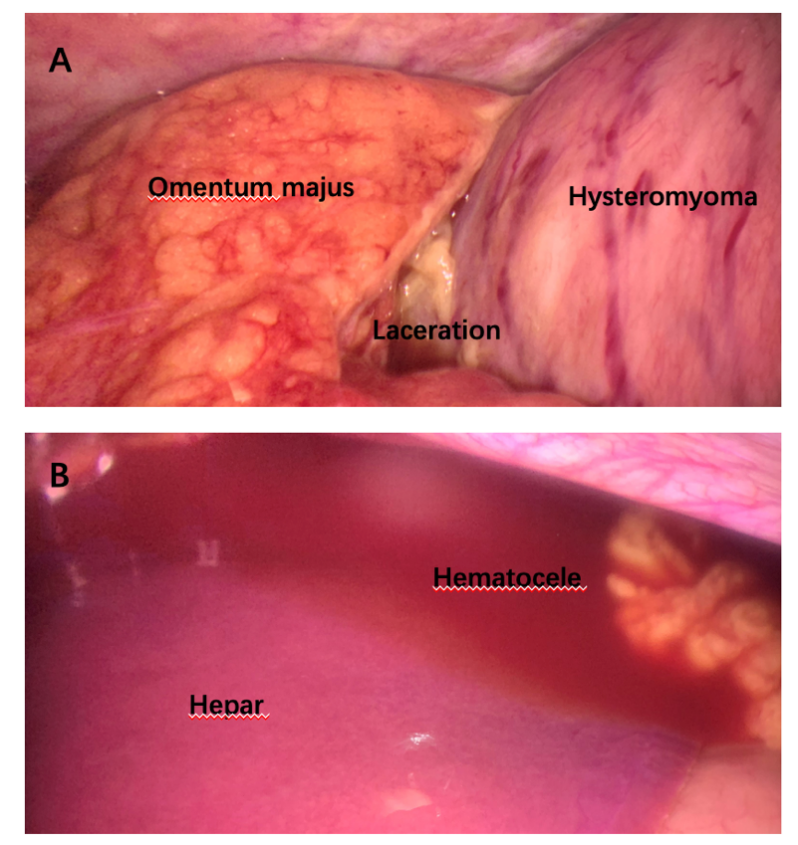 A
Omentum majus
Hysteromyoma
Laceration
B
Hematocele
Hepar